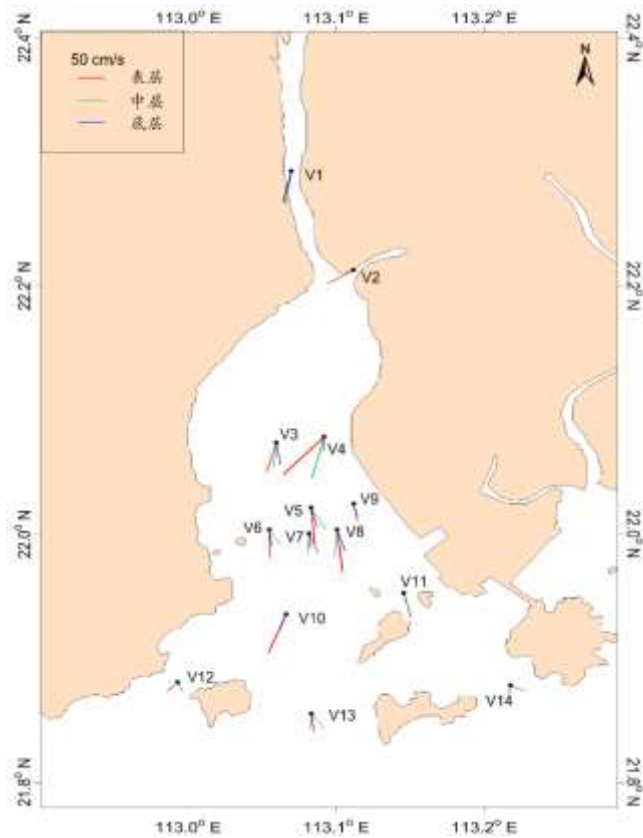 113.0° E 113.1° E 113.2° E
22.4° N 22.4° N
50 cm/s
表层
中层
底层
N
V1
V2
22.2° N 22.2° N
V3
V4
V9
V5
V6
V7
V8
22.0° N 22.0° N
V11
V10
V12
V14
V13
21.8° N 21.8° N
113.0° E 113.1° E 113.2° E